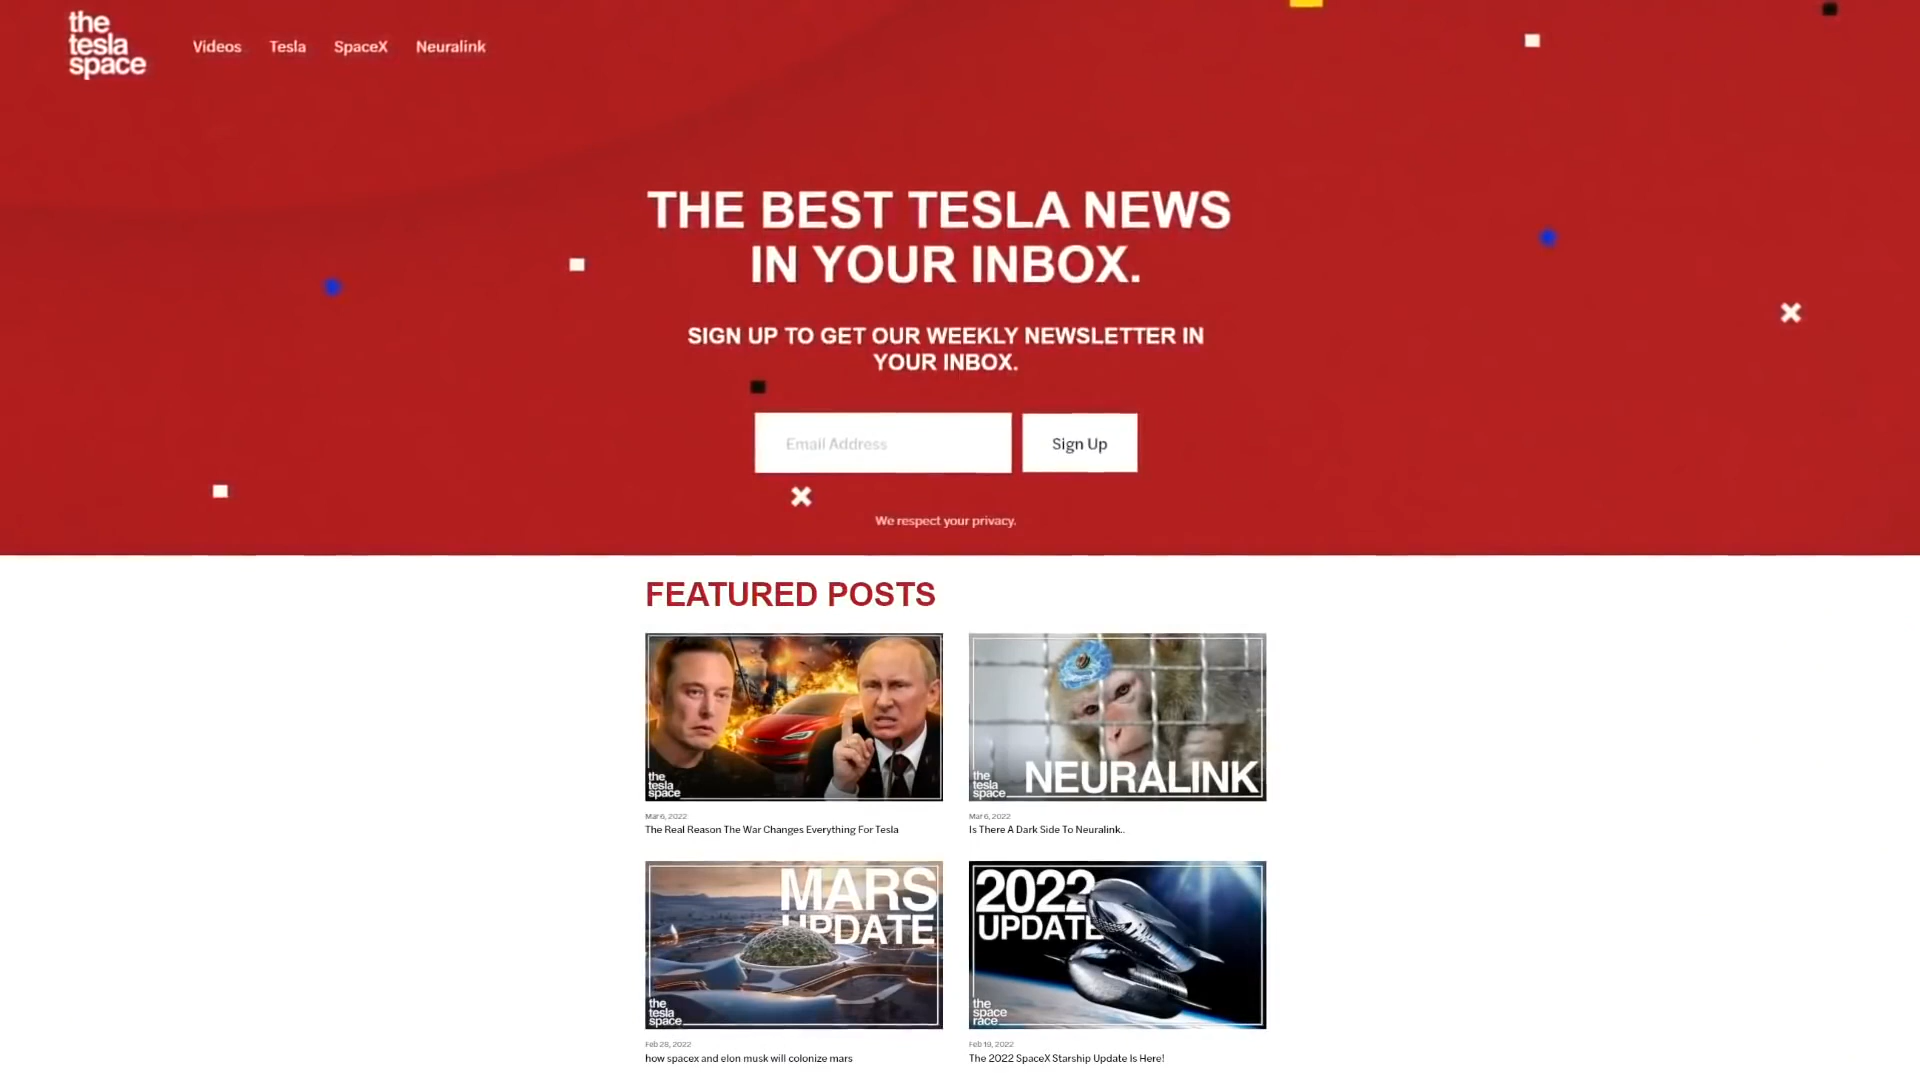 the
tesla
space
Videos
Tesla
SpaceX
Neuralink
THE BEST TESLA NEWS
IN YOUR INBOX.
SIGN UP TO GET OUR WEEKLY NEWSLETTER IN
YOUR INBOX.
Email Address
Sign Up
We respect your privacy.
FEATURED POSTS
the
tesla
space
Mar 6, 2022
The Real Reason The War Changes Everything For Tesla
the
tesla
space
NEURALINK
Mar 6, 2022
Is There A Dark Side To Neuralink..
MARS
UPDATE
the
tesla
space
Feb 28, 2022
how spacex and elon musk will colonize mars
2022
UPDATE
the
space
race
Feb 19, 2022
The 2022 SpaceX Starship Update Is Here!